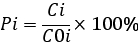 Pi = Ci / C0i × 100%